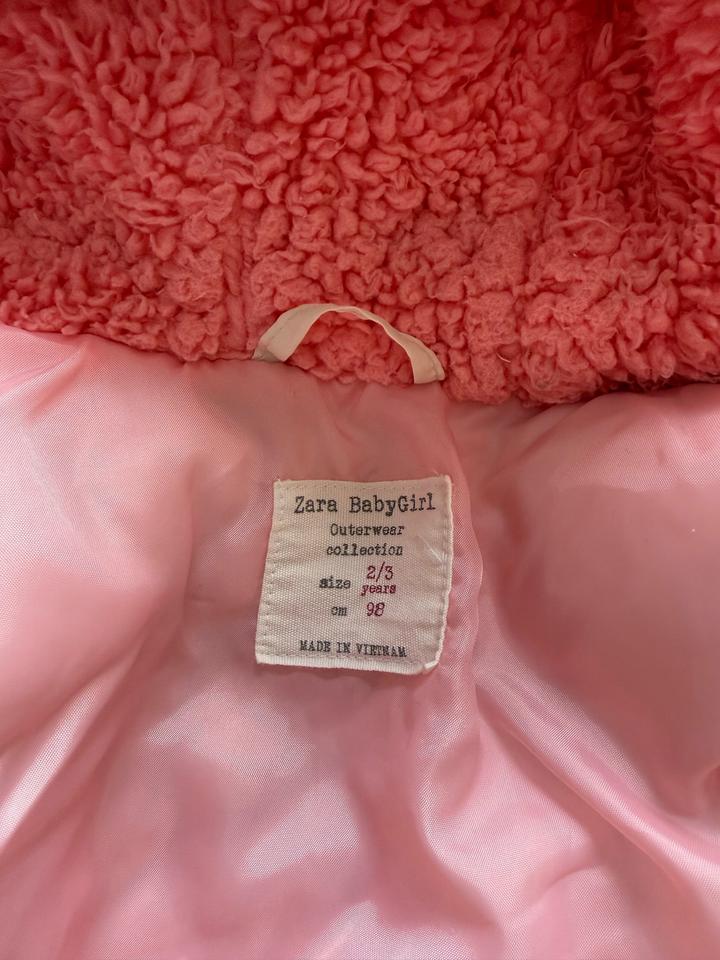 Zara BabyGirl
Outerwear
collection
size 2/3 years
cm 98
MADE IN VIETNAM